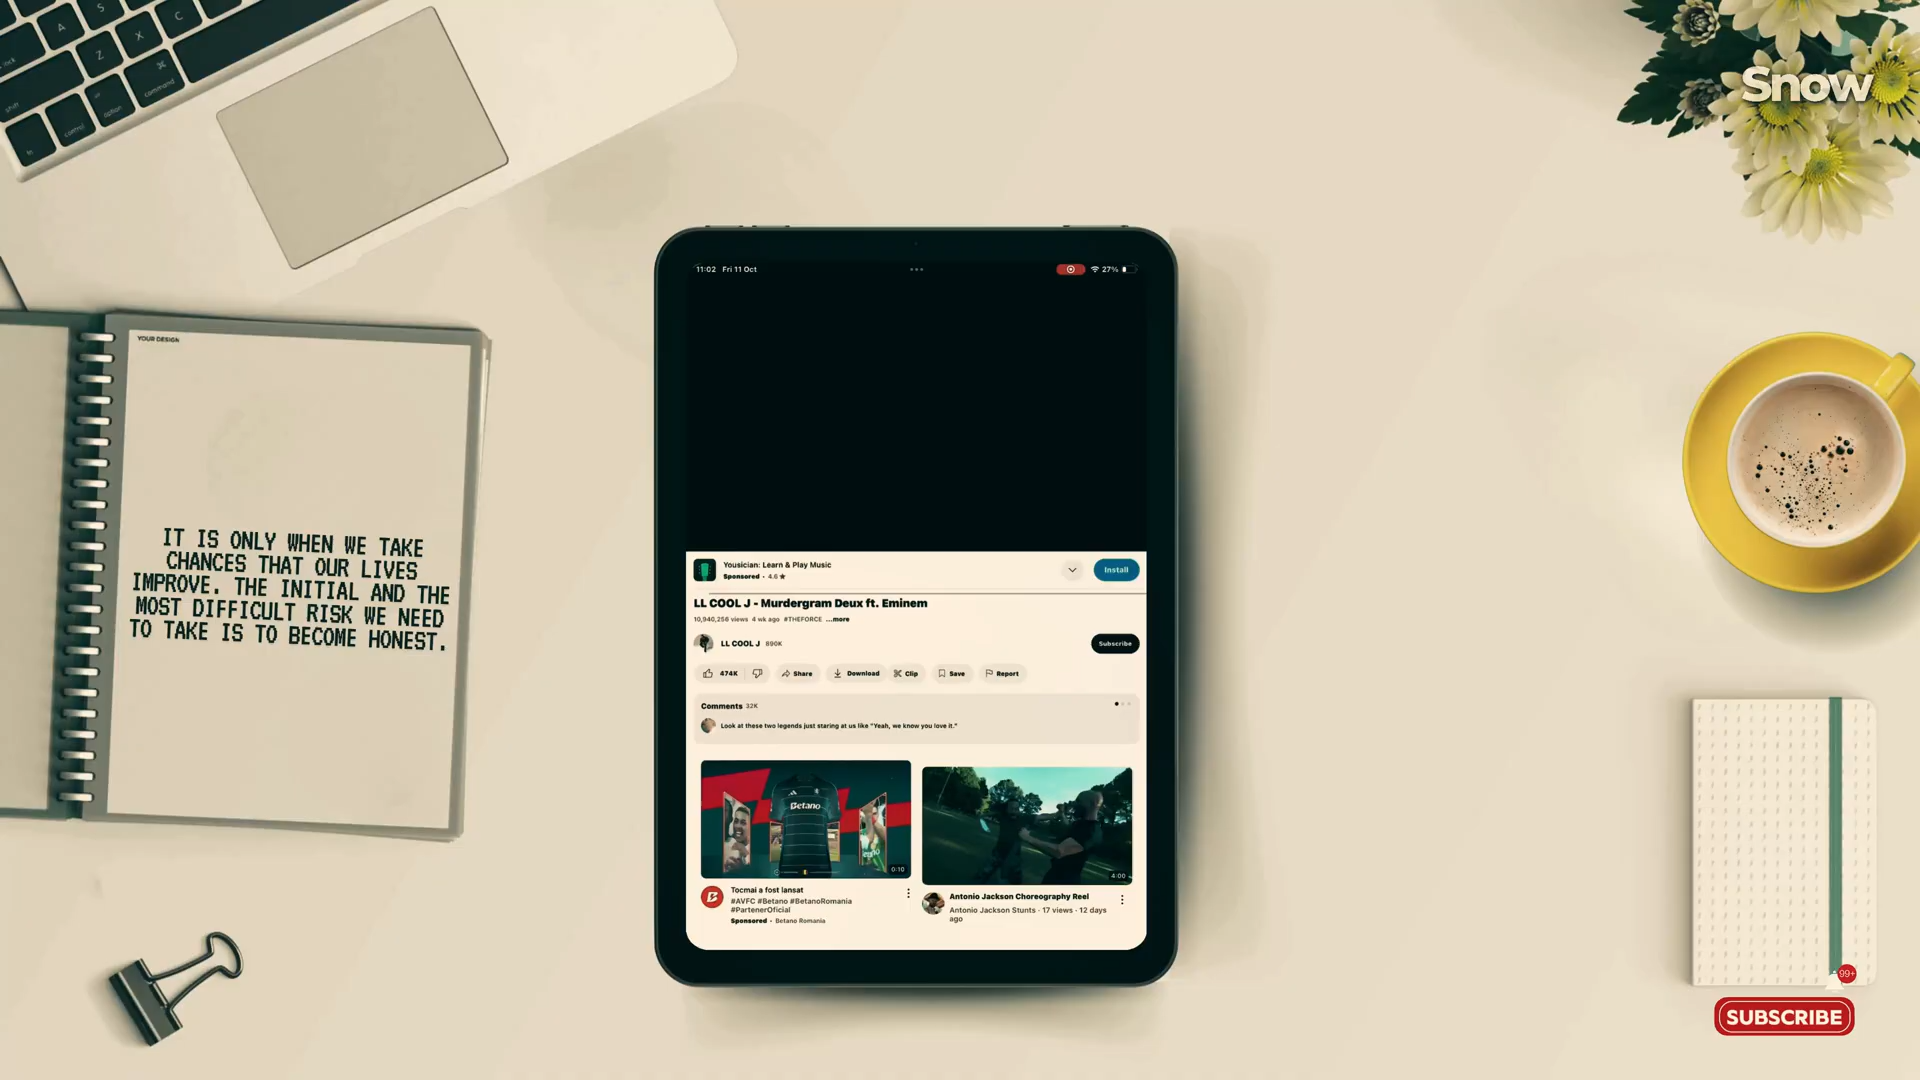 A
S
Z
X
C
⌘
command
option
control
shift
fn
Snow
YOUR DESIGN
IT IS ONLY WHEN WE TAKE
CHANCES THAT OUR LIVES
IMPROVE. THE INITIAL AND THE
MOST DIFFICULT RISK WE NEED
TO TAKE IS TO BECOME HONEST.
11:02 Fri 11 Oct
27%
Yousician: Learn & Play Music
Sponsored · 4.6 ★
Install
LL COOL J - Murdergram Deux ft. Eminem
10,940,256 views 4 wk ago #THEFORCE ...more
LL COOL J 890K
Subscribe
474K
Share
Download
Clip
Save
Report
Comments 32K
Look at these two legends just staring at us like "Yeah, we know you love it."
Betano
0:10
4:00
Tocmai a fost lansat
#AVFC #Betano #BetanoRomania
#PartenerOficial
Sponsored · Betano Romania
Antonio Jackson Choreography Reel
Antonio Jackson Stunts · 17 views · 12 days
ago
99+
SUBSCRIBE